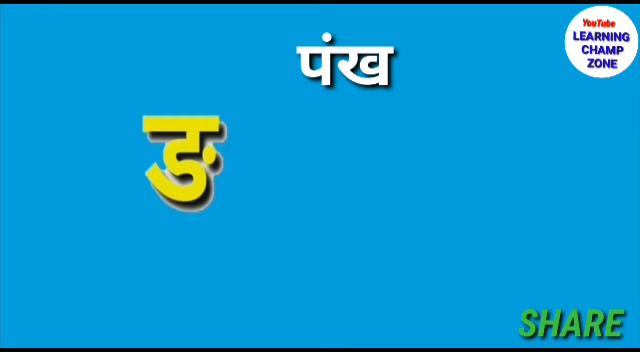 YouTube
LEARNING
CHAMP
ZONE
पंख
ङ
SHARE